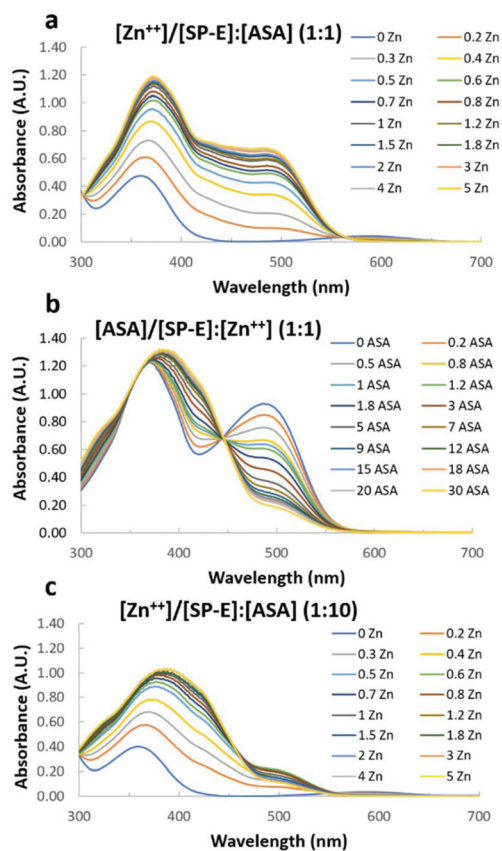 a
[Zn++]/[SP-E]:[ASA] (1:1)
Absorbance (A.U.)
1.40
1.20
1.00
0.80
0.60
0.40
0.20
0.00
300 400 500 600 700
Wavelength (nm)
0 Zn 0.2 Zn
0.3 Zn 0.4 Zn
0.5 Zn 0.6 Zn
0.7 Zn 0.8 Zn
1 Zn 1.2 Zn
1.5 Zn 1.8 Zn
2 Zn 3 Zn
4 Zn 5 Zn
b
[ASA]/[SP-E]:[Zn++] (1:1)
Absorbance (A.U.)
1.40
1.20
1.00
0.80
0.60
0.40
0.20
0.00
300 400 500 600 700
Wavelength (nm)
0 ASA 0.2 ASA
0.5 ASA 0.8 ASA
1 ASA 1.2 ASA
1.8 ASA 3 ASA
5 ASA 7 ASA
9 ASA 12 ASA
15 ASA 18 ASA
20 ASA 30 ASA
c
[Zn++]/[SP-E]:[ASA] (1:10)
Absorbance (A.U.)
1.40
1.20
1.00
0.80
0.60
0.40
0.20
0.00
300 400 500 600 700
Wavelength (nm)
0 Zn 0.2 Zn
0.3 Zn 0.4 Zn
0.5 Zn 0.6 Zn
0.7 Zn 0.8 Zn
1 Zn 1.2 Zn
1.5 Zn 1.8 Zn
2 Zn 3 Zn
4 Zn 5 Zn